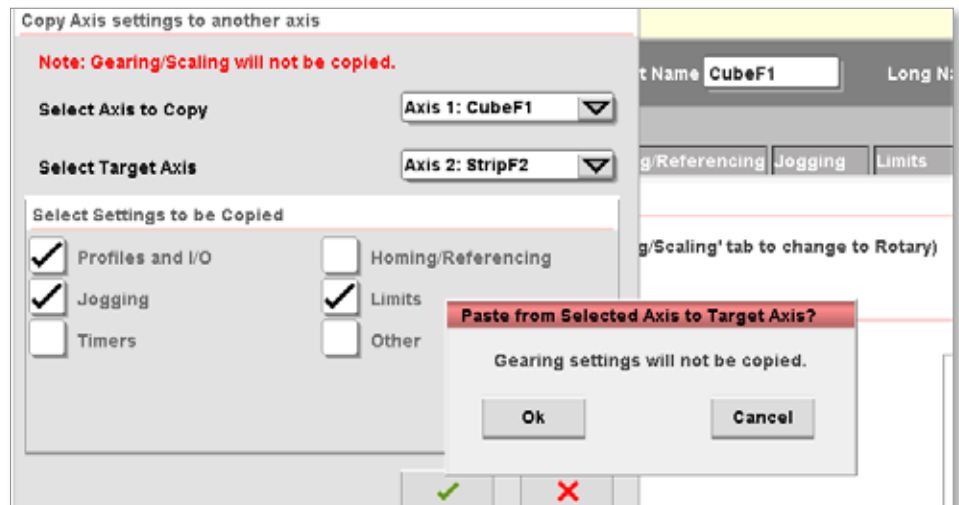 Copy Axis settings to another axis
Note: Gearing/Scaling will not be copied.
t Name CubeF1 Long N
Select Axis to Copy Axis 1: CubeF1
Select Target Axis Axis 2: StripF2
g/Referencing Jogging Limits
Select Settings to be Copied
Profiles and I/O Homing/Referencing
g/Scaling' tab to change to Rotary)
Jogging Limits
Timers Other
Paste from Selected Axis to Target Axis?
Gearing settings will not be copied.
Ok Cancel